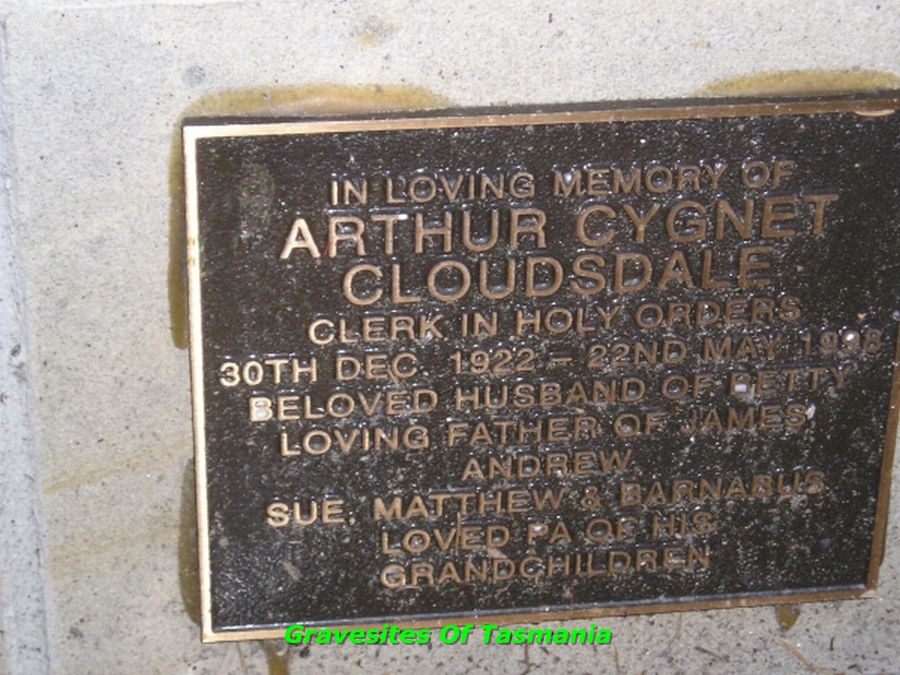 IN LOVING MEMORY OF
ARTHUR CYGNET
CLOUDSDALE
CLERK IN HOLY ORDERS
30TH DEC. 1922 – 22ND MAY 1998
BELOVED HUSBAND OF BETTY
LOVING FATHER OF JAMES,
ANDREW,
SUE, MATTHEW & BARNABUS
LOVED PA OF HIS
GRANDCHILDREN
Gravesites Of Tasmania